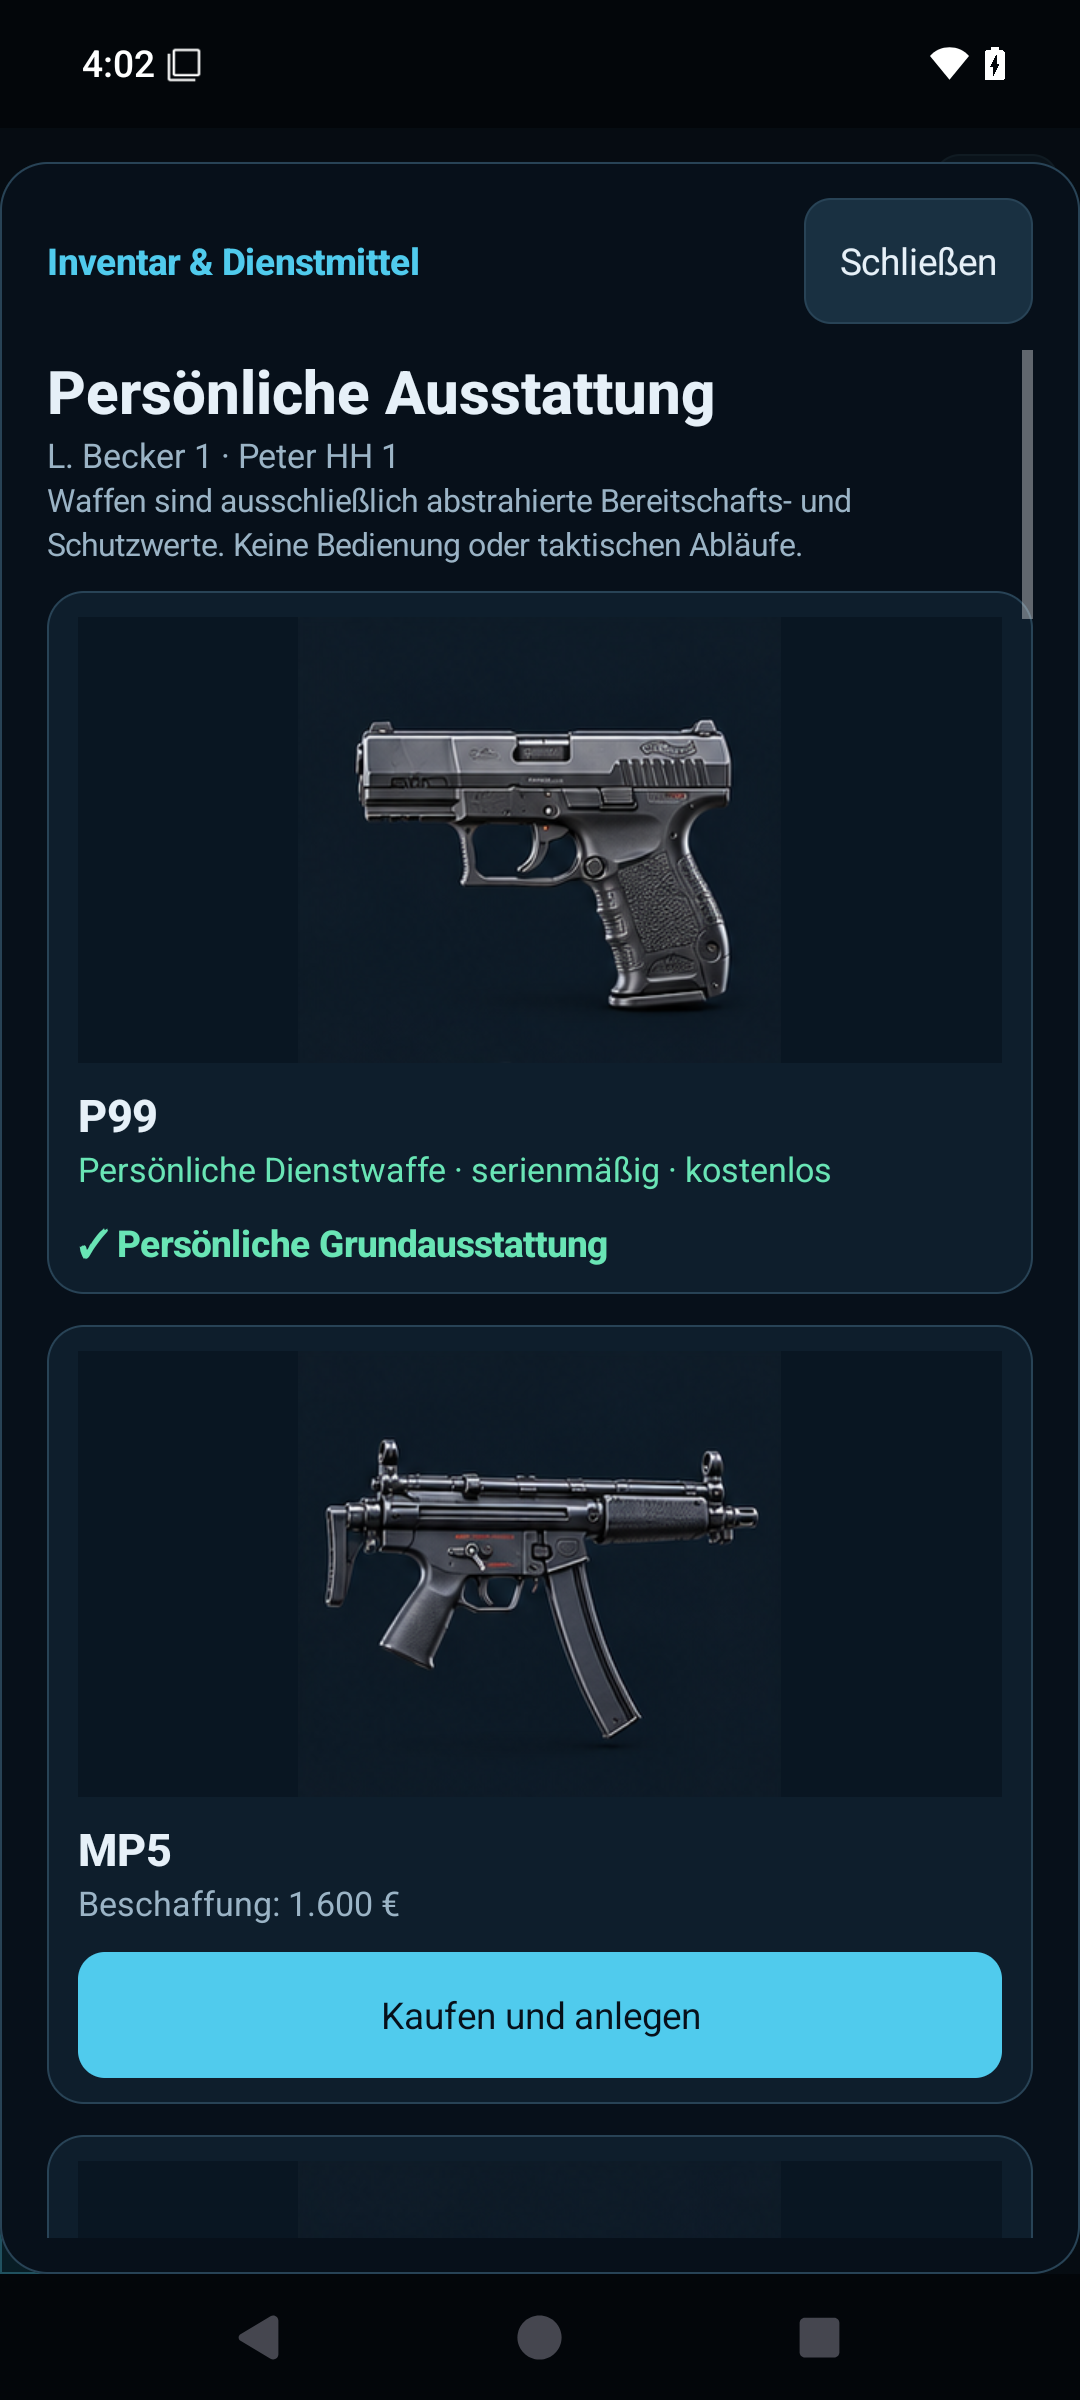 4:02
Inventar & Dienstmittel
Schließen
Persönliche Ausstattung
L. Becker 1 · Peter HH 1
Waffen sind ausschließlich abstrahierte Bereitschafts- und
Schutzwerte. Keine Bedienung oder taktischen Abläufe.
P99
Persönliche Dienstwaffe · serienmäßig · kostenlos
✓ Persönliche Grundausstattung
MP5
Beschaffung: 1.600 €
Kaufen und anlegen